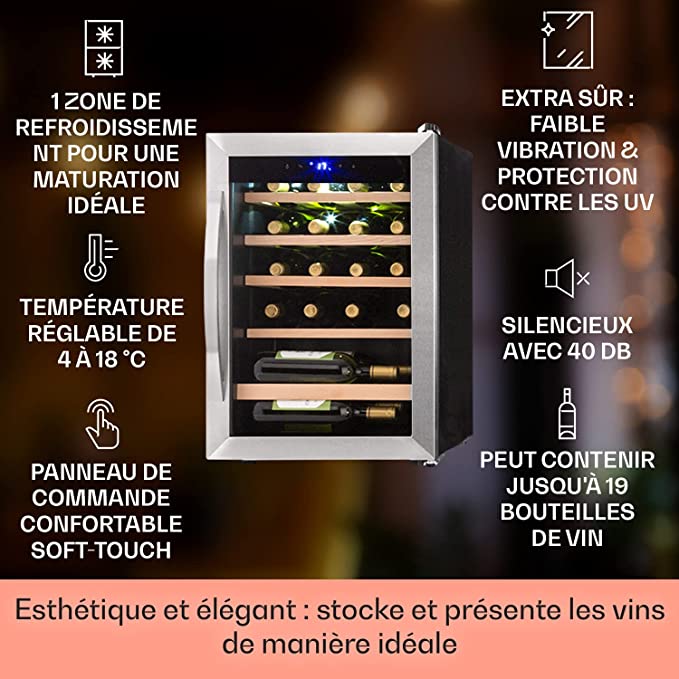 1 ZONE DE
REFROIDISSEME
NT POUR UNE
MATURATION
IDÉALE
TEMPÉRATURE
RÉGLABLE DE
4 À 18 °C
PANNEAU DE
COMMANDE
CONFORTABLE
SOFT-TOUCH
EXTRA SÛR :
FAIBLE
VIBRATION &
PROTECTION
CONTRE LES UV
SILENCIEUX
AVEC 40 DB
PEUT CONTENIR
JUSQU'À 19
BOUTEILLES
DE VIN
Esthétique et élégant : stocke et présente les vins
de manière idéale